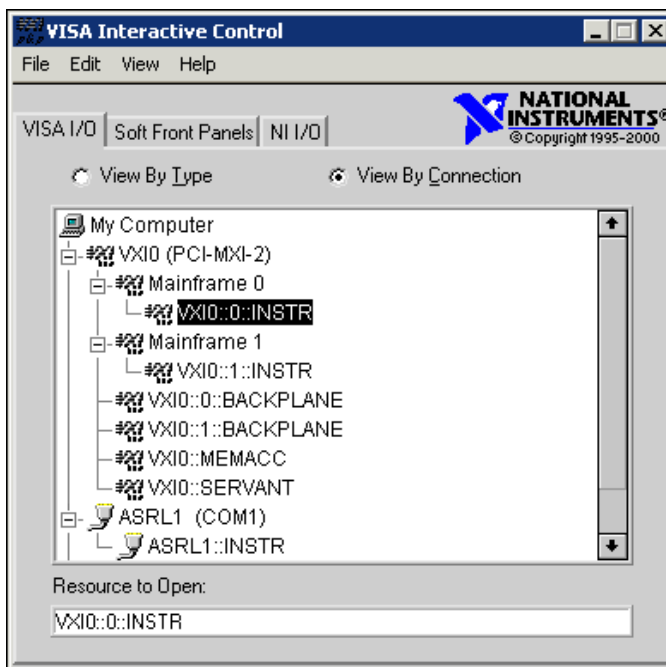 VISA Interactive Control
File Edit View Help
NATIONAL
INSTRUMENTS®
© Copyright 1995-2000
VISA I/O Soft Front Panels NI I/O
View By Type View By Connection
My Computer
VXI0 (PCI-MXI-2)
Mainframe 0
VXI0::0::INSTR
Mainframe 1
VXI0::1::INSTR
VXI0::0::BACKPLANE
VXI0::1::BACKPLANE
VXI0::MEMACC
VXI0::SERVANT
ASRL1 (COM1)
ASRL1::INSTR
Resource to Open:
VXI0::0::INSTR